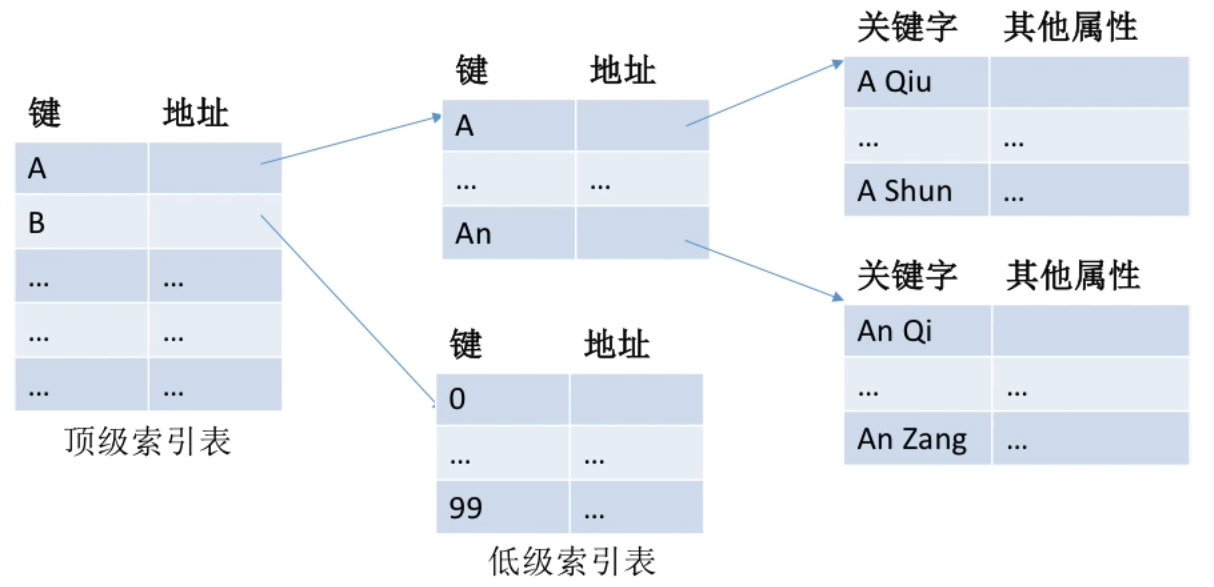 键 地址
A
B
... ...
... ...
... ...
顶级索引表
键 地址
A
... ...
An
键 地址
0
... ...
99 ...
低级索引表
关键字 其他属性
A Qiu
... ...
A Shun ...
关键字 其他属性
An Qi
... ...
An Zang ...